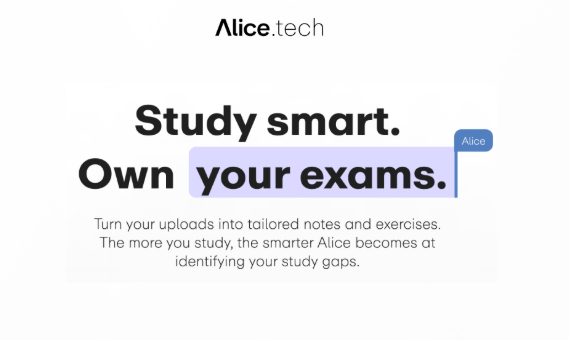 Alice.tech
Study smart.
Own your exams.
Alice
Turn your uploads into tailored notes and exercises.
The more you study, the smarter Alice becomes at
identifying your study gaps.